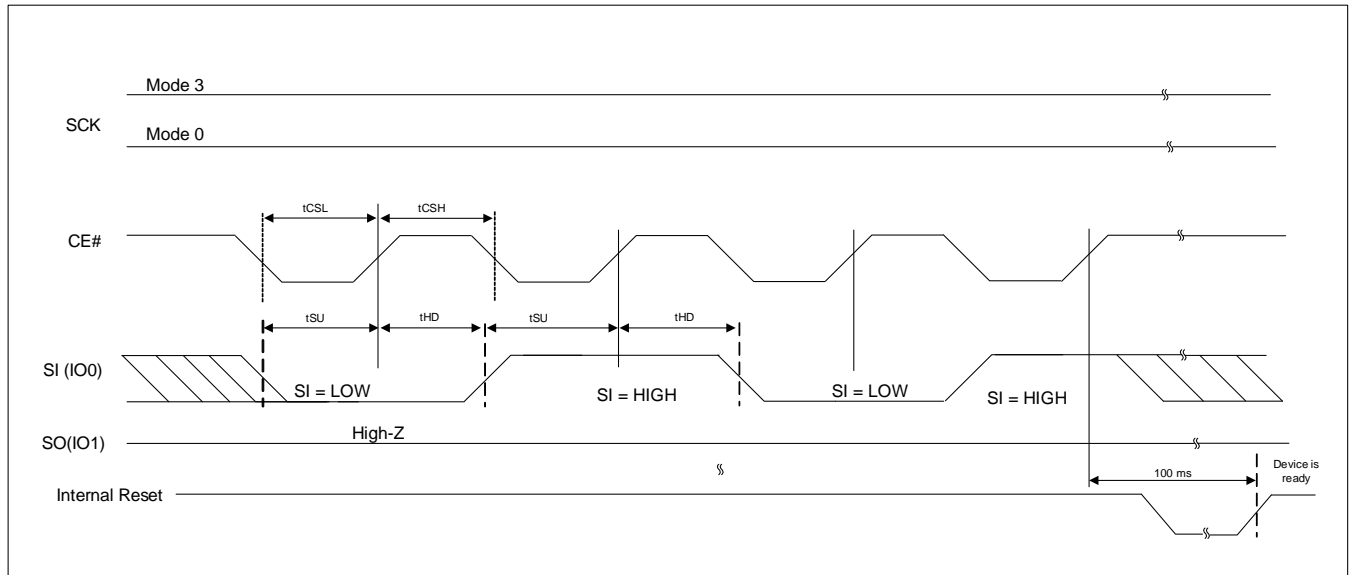 Mode 3
SCK
Mode 0
tCSL
tCSH
CE#
tSU
tHD
tSU
tHD
SI (IO0)
SI = LOW
SI = HIGH
SI = LOW
SI = HIGH
High-Z
SO(IO1)
100 ms
Device is
ready
Internal Reset